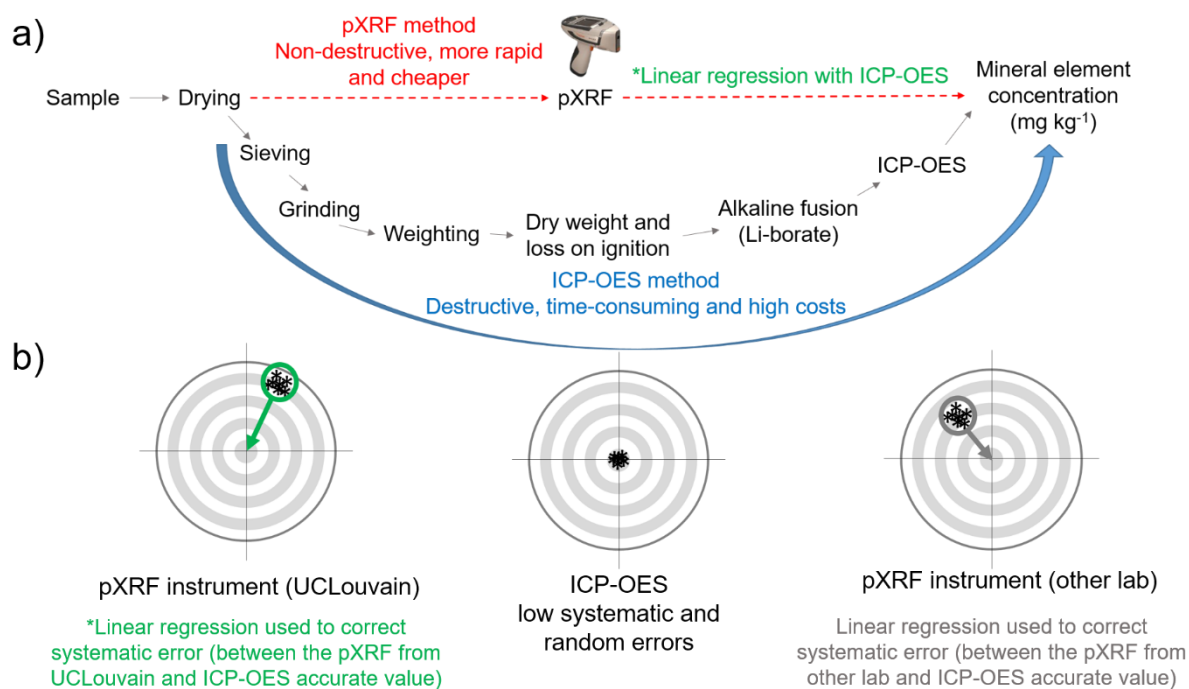 a)
pXRF method
Non-destructive, more rapid
and cheaper
*Linear regression with ICP-OES
Mineral element
concentration
(mg kg⁻¹)
Sample
Drying
pXRF
Sieving
ICP-OES
Grinding
Weighting
Dry weight and
loss on ignition
Alkaline fusion
(Li-borate)
ICP-OES method
Destructive, time-consuming and high costs
b)
pXRF instrument (UCLouvain)
*Linear regression used to correct
systematic error (between the pXRF from
UCLouvain and ICP-OES accurate value)
ICP-OES
low systematic and
random errors
pXRF instrument (other lab)
Linear regression used to correct
systematic error (between the pXRF from
other lab and ICP-OES accurate value)